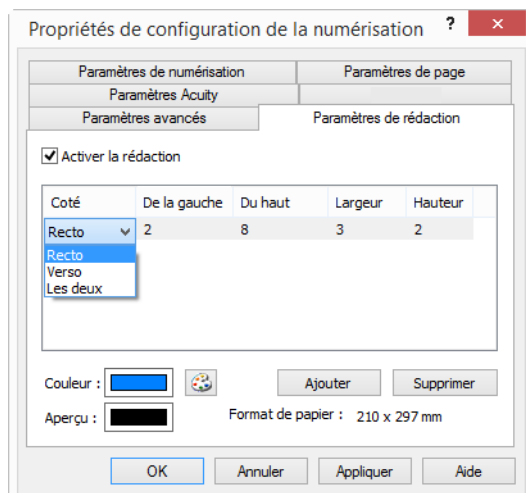 Propriétés de configuration de la numérisation ? ×
Paramètres de numérisation Paramètres de page
Paramètres Acuity
Paramètres avancés Paramètres de rédaction
Activer la rédaction
Coté De la gauche Du haut Largeur Hauteur
Recto 2 8 3 2
Recto
Verso
Les deux
Couleur : Ajouter Supprimer
Aperçu : Format de papier : 210 x 297 mm
OK Annuler Appliquer Aide